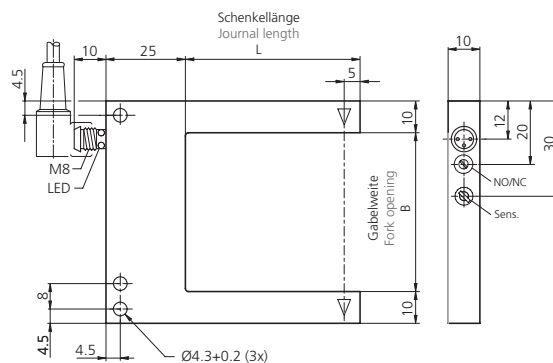 Schenkellänge
Journal length
10
25
L
10
5
4.5
10
12
20
30
M8
LED
NO/NC
Gabelweite
Fork opening
B
Sens.
8
4.5
10
4.5
Ø4.3+0.2 (3x)